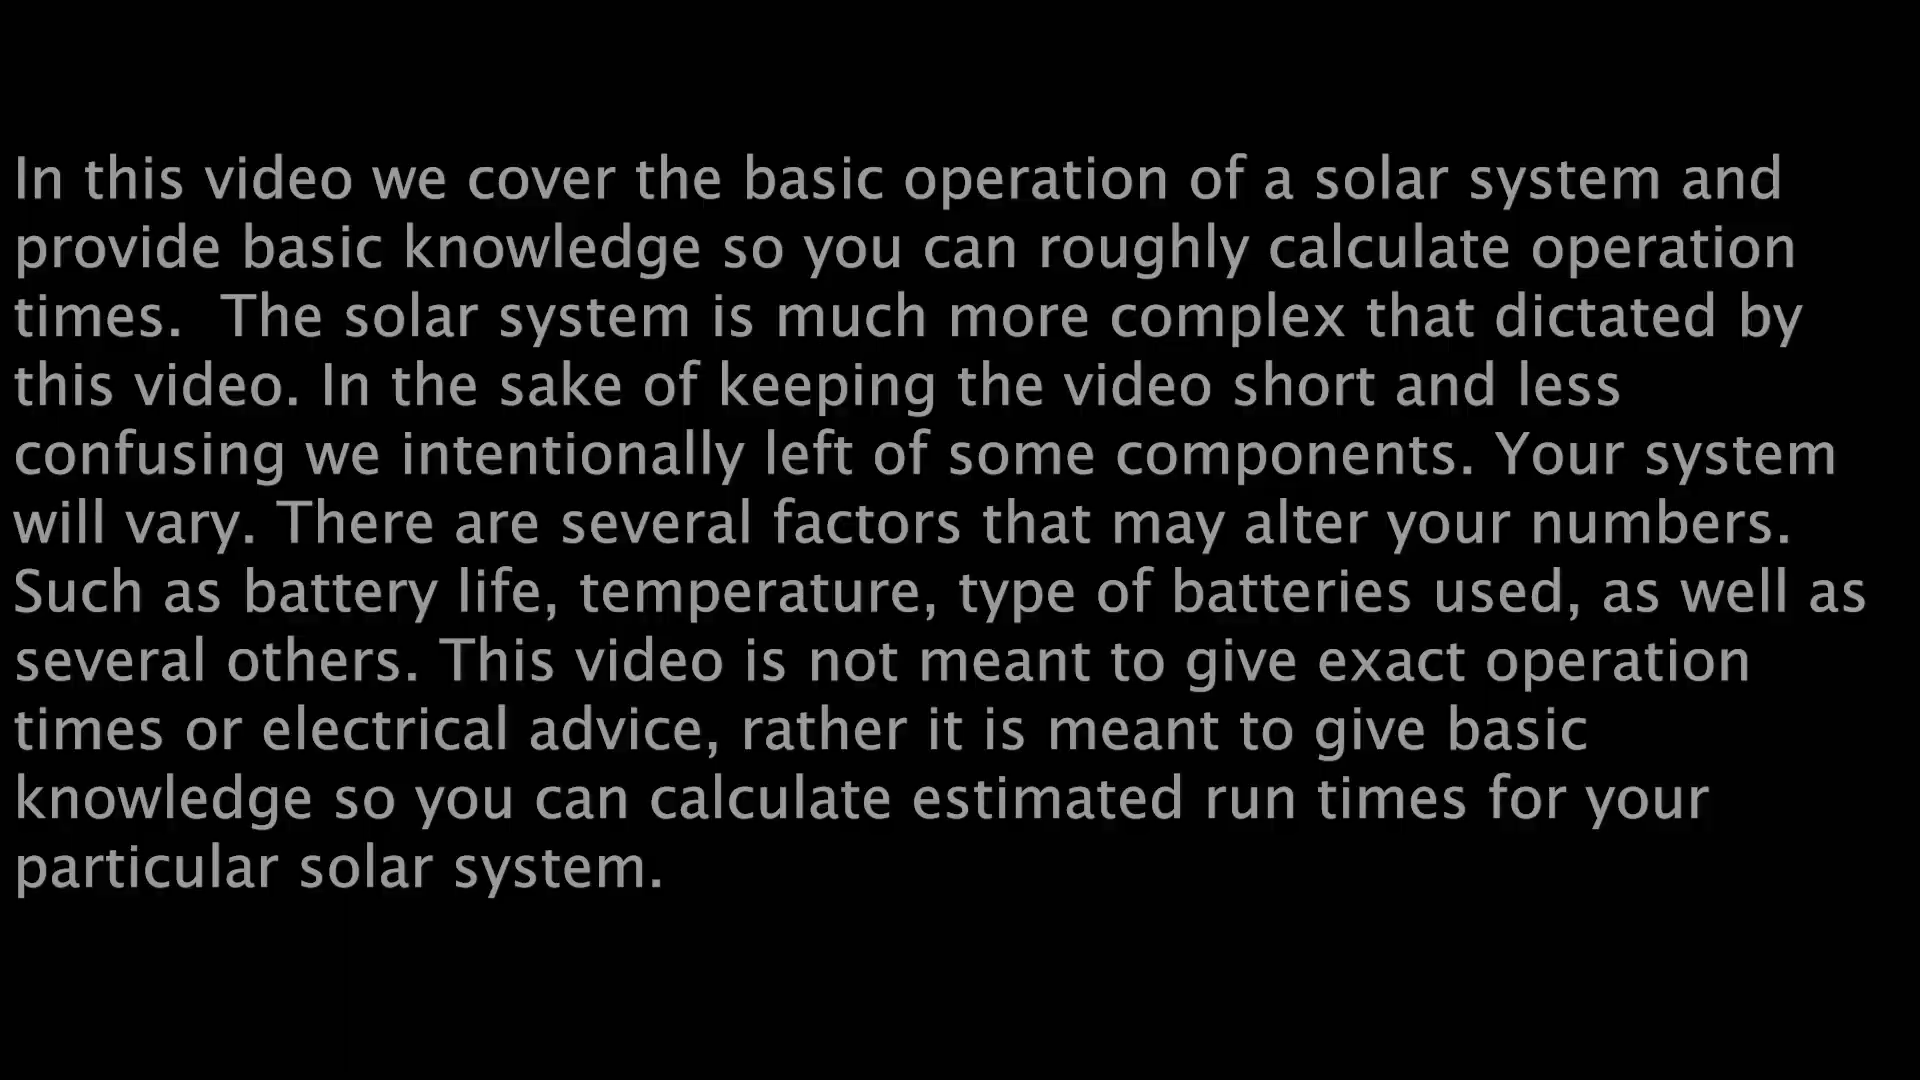 In this video we cover the basic operation of a solar system and
provide basic knowledge so you can roughly calculate operation
times.  The solar system is much more complex that dictated by
this video. In the sake of keeping the video short and less
confusing we intentionally left of some components. Your system
will vary. There are several factors that may alter your numbers.
Such as battery life, temperature, type of batteries used, as well as
several others. This video is not meant to give exact operation
times or electrical advice, rather it is meant to give basic
knowledge so you can calculate estimated run times for your
particular solar system.